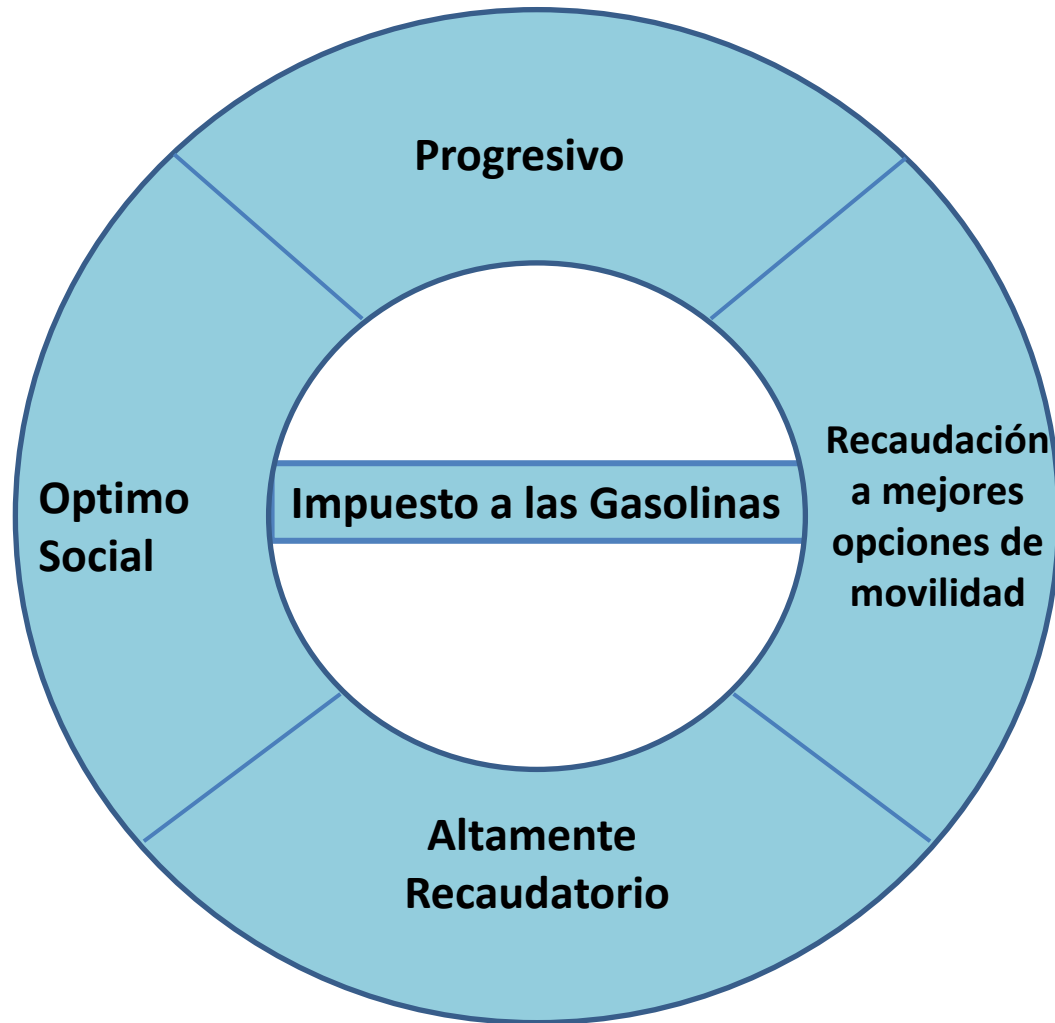 Progresivo
Optimo
Social
Impuesto a las Gasolinas
Recaudación
a mejores
opciones de
movilidad
Altamente
Recaudatorio